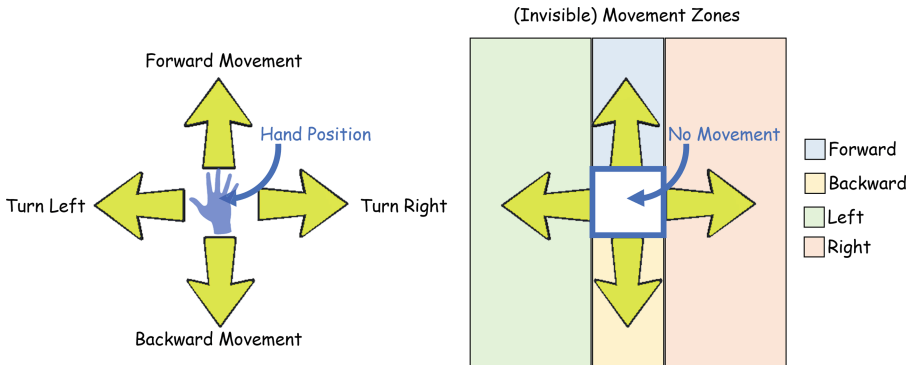 (Invisible) Movement Zones
Forward Movement
Hand Position
No Movement
Turn Left
Turn Right
Backward Movement
Forward
Backward
Left
Right